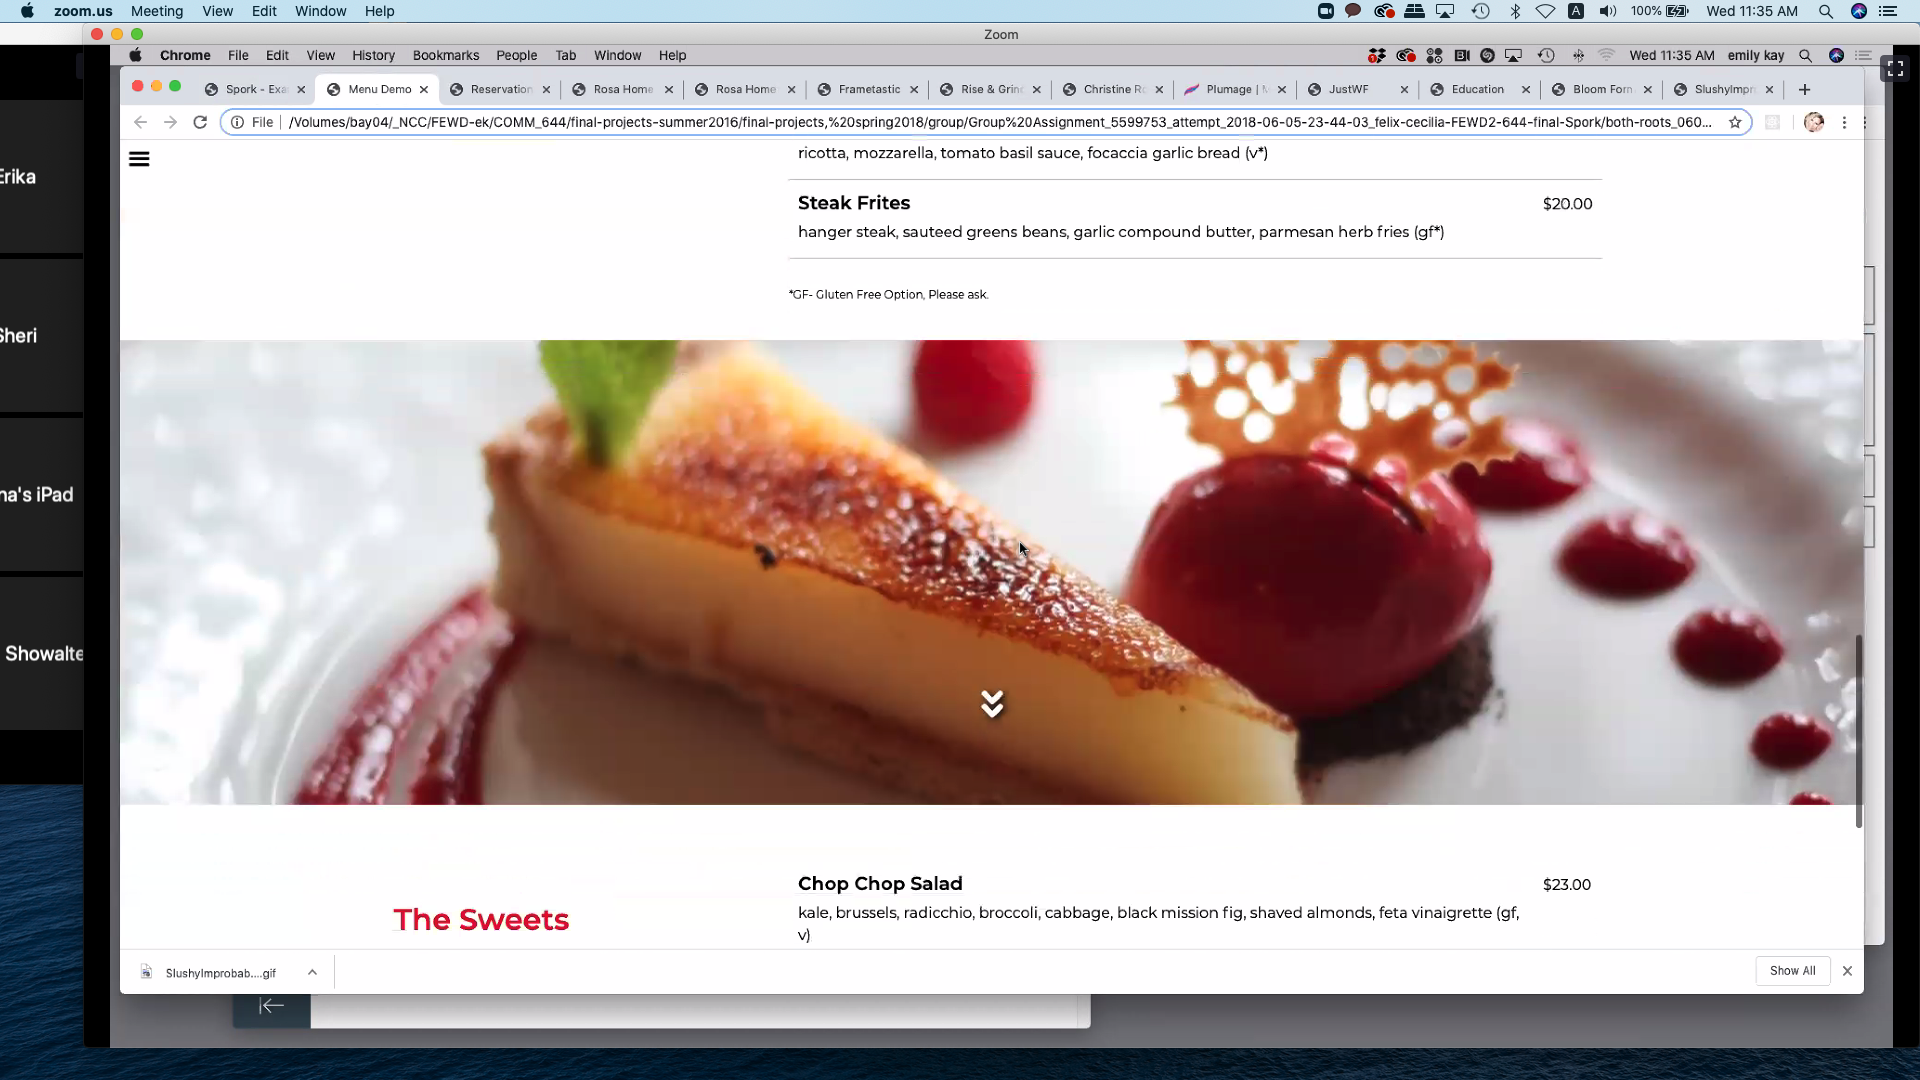 zoom.us Meeting View Edit Window Help 100% Wed 11:35 AM
Zoom
Chrome File Edit View History Bookmarks People Tab Window Help Wed 11:35 AM emily kay
Spork - Exa Menu Demo Reservation Rosa Home Rosa Home Frametastic Rise & Grin Christine Ro Plumage | JustWF Education Bloom Forn SlushyImpro
File /Volumes/bay04/_NCC/FEWD-ek/COMM_644/final-projects-summer2016/final-projects,%20spring2018/group/Group%20Assignment_5599753_attempt_2018-06-05-23-44-03_felix-cecilia-FEWD2-644-final-Spork/both-roots_060...
ricotta, mozzarella, tomato basil sauce, focaccia garlic bread (v*)
Steak Frites $20.00
hanger steak, sauteed greens beans, garlic compound butter, parmesan herb fries (gf*)
*GF- Gluten Free Option, Please ask.
Erika
Sheri
na's iPad
Showalte
The Sweets
Chop Chop Salad $23.00
kale, brussels, radicchio, broccoli, cabbage, black mission fig, shaved almonds, feta vinaigrette (gf,
v)
SlushyImprobab....gif Show All